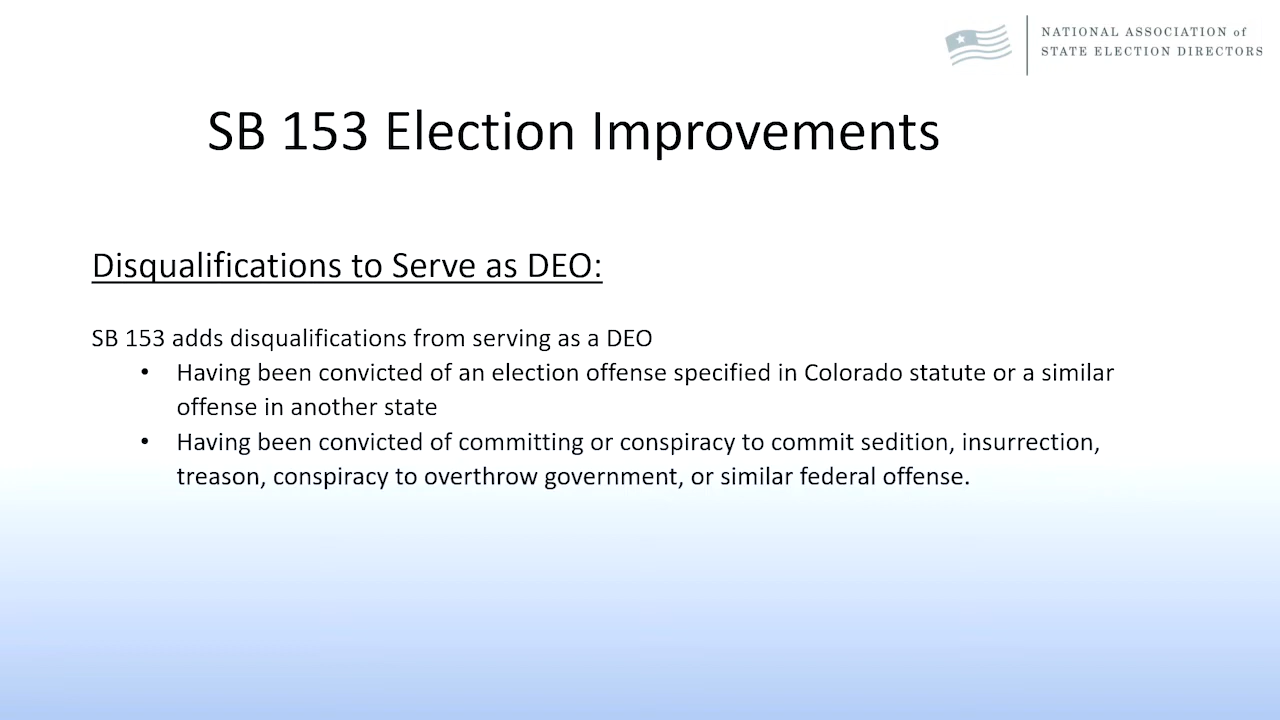 NATIONAL ASSOCIATION of
STATE ELECTION DIRECTORS
SB 153 Election Improvements
Disqualifications to Serve as DEO:
SB 153 adds disqualifications from serving as a DEO
• Having been convicted of an election offense specified in Colorado statute or a similar
offense in another state
• Having been convicted of committing or conspiracy to commit sedition, insurrection,
treason, conspiracy to overthrow government, or similar federal offense.